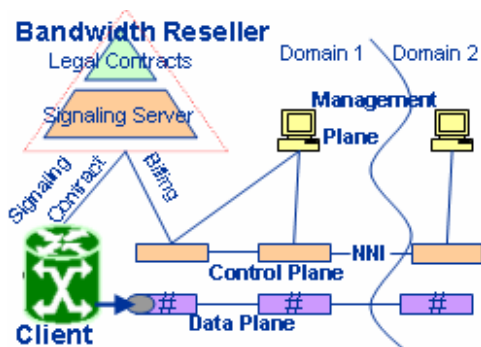 Bandwidth Reseller
Legal Contracts
Domain 1
Domain 2
Signaling Server
Management
Plane
Signaling
Contract
Billing
NNI
Control Plane
#
#
#
Data Plane
Client